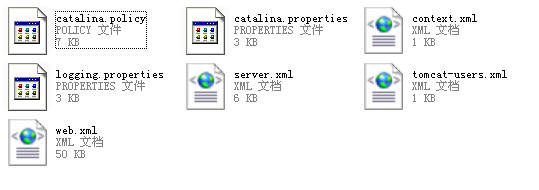 catalina.policy
POLICY 文件
7 KB
catalina.properties
PROPERTIES 文件
3 KB
context.xml
XML 文档
1 KB
logging.properties
PROPERTIES 文件
3 KB
server.xml
XML 文档
6 KB
tomcat-users.xml
XML 文档
1 KB
web.xml
XML 文档
50 KB